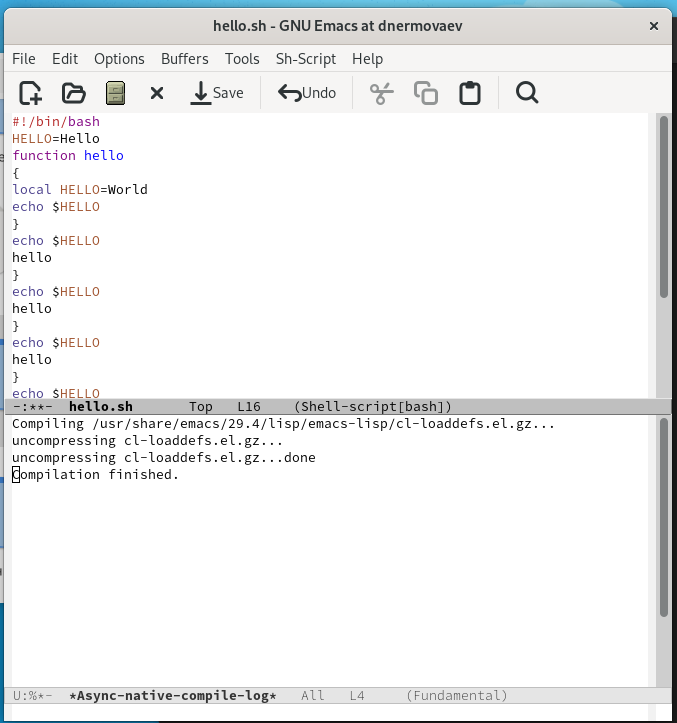 hello.sh - GNU Emacs at dnermovaev
File Edit Options Buffers Tools Sh-Script Help
Save Undo
#!/bin/bash
HELLO=Hello
function hello
{
local HELLO=World
echo $HELLO
}
echo $HELLO
hello
}
echo $HELLO
hello
}
echo $HELLO
hello
}
echo $HELLO
-:**- hello.sh Top L16 (Shell-script[bash])
Compiling /usr/share/emacs/29.4/lisp/emacs-lisp/cl-loaddefs.el.gz...
uncompressing cl-loaddefs.el.gz...
uncompressing cl-loaddefs.el.gz...done
Compilation finished.
U:%*- *Async-native-compile-log* All L4 (Fundamental)